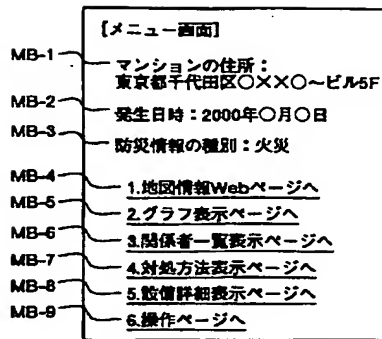 [メニュー画面]
MB-1
マンションの住所：
東京都千代田区○××○～ビル5F
MB-2
発生日時：2000年○月○日
MB-3
防災情報の種別：火災
MB-4
1.地図情報Webページへ
MB-5
2.グラフ表示ページへ
MB-6
3.関係者一覧表示ページへ
MB-7
4.対処方法表示ページへ
MB-8
5.設備詳細表示ページへ
MB-9
6.操作ページへ